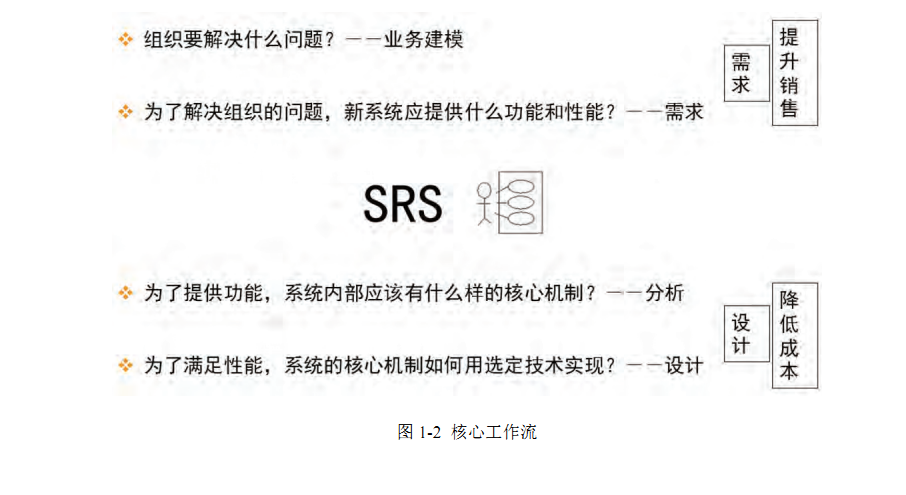 组织要解决什么问题？——业务建模
为了解决组织的问题，新系统应提供什么功能和性能？——需求
需求
提升销售
SRS
为了提供功能，系统内部应该有什么样的核心机制？——分析
为了满足性能，系统的核心机制如何用选定技术实现？——设计
设计
降低成本
图 1-2 核心工作流